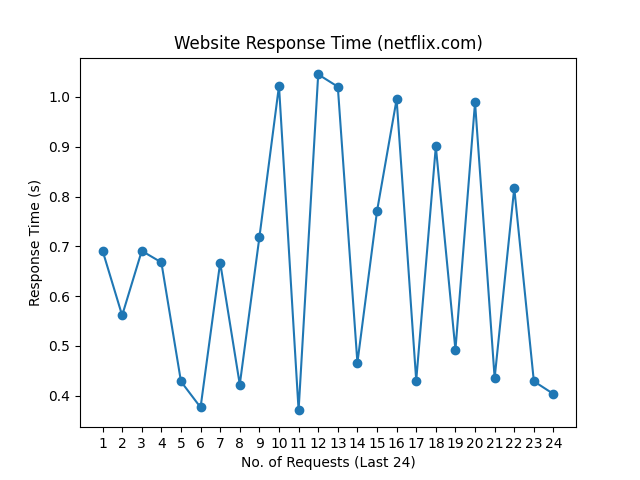 Website Response Time (netflix.com)
Response Time (s)
1.0
0.9
0.8
0.7
0.6
0.5
0.4
1 2 3 4 5 6 7 8 9 10 11 12 13 14 15 16 17 18 19 20 21 22 23 24
No. of Requests (Last 24)